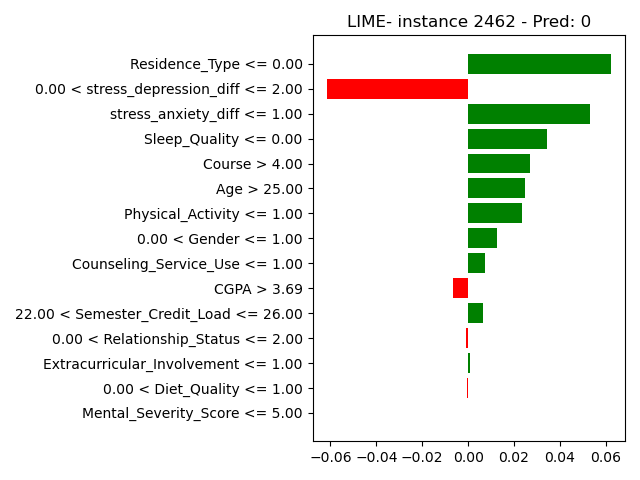 LIME- instance 2462 - Pred: 0
Residence_Type <= 0.00
0.00 < stress_depression_diff <= 2.00
stress_anxiety_diff <= 1.00
Sleep_Quality <= 0.00
Course > 4.00
Age > 25.00
Physical_Activity <= 1.00
0.00 < Gender <= 1.00
Counseling_Service_Use <= 1.00
CGPA > 3.69
22.00 < Semester_Credit_Load <= 26.00
0.00 < Relationship_Status <= 2.00
Extracurricular_Involvement <= 1.00
0.00 < Diet_Quality <= 1.00
Mental_Severity_Score <= 5.00
−0.06 −0.04 −0.02 0.00 0.02 0.04 0.06